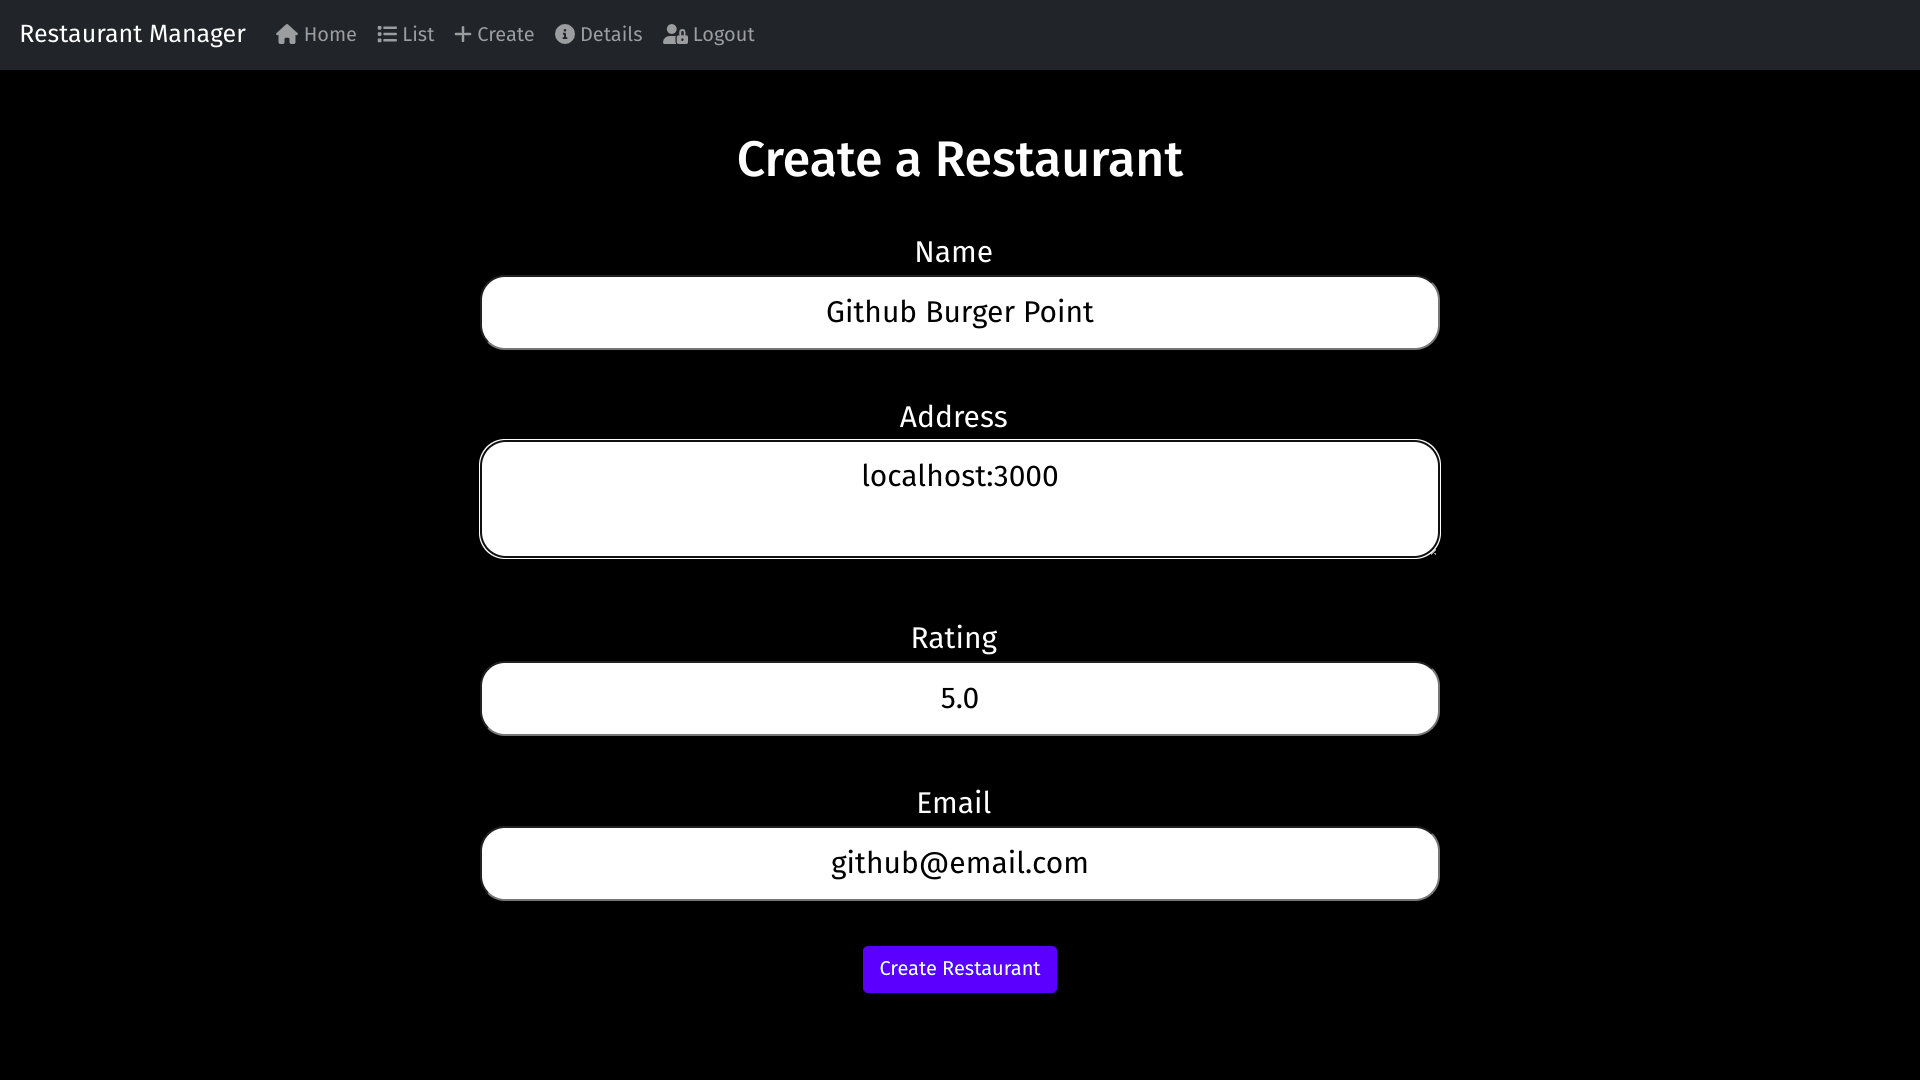 Restaurant Manager Home List Create Details Logout
Create a Restaurant
Name
Github Burger Point
Address
localhost:3000
Rating
5.0
Email
github@email.com
Create Restaurant